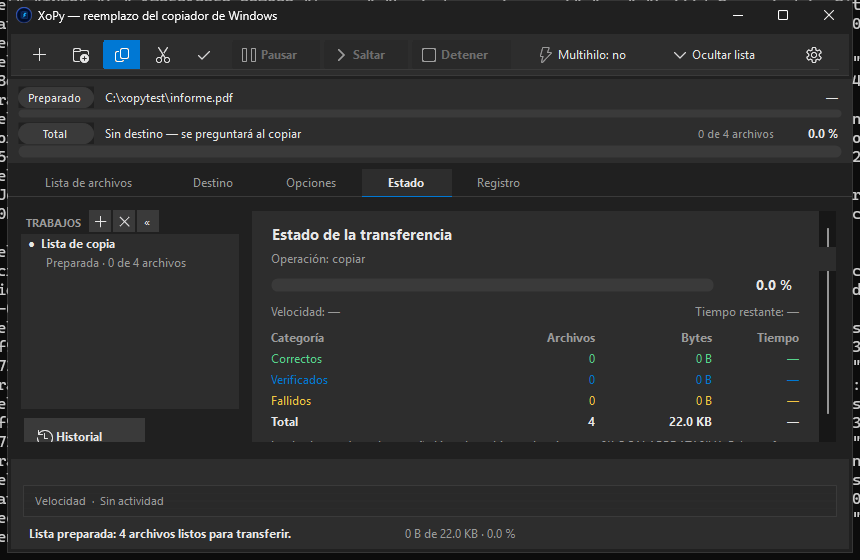 XoPy — reemplazo del copiador de Windows
Pausar Saltar Detener Multihilo: no Ocultar lista
Preparado C:\xopytest\informe.pdf —
Total Sin destino — se preguntará al copiar 0 de 4 archivos 0.0 %
Lista de archivos Destino Opciones Estado Registro
TRABAJOS + × «
Lista de copia
Preparada · 0 de 4 archivos
Historial
Estado de la transferencia
Operación: copiar
0.0 %
Velocidad: — Tiempo restante: —
Categoría Archivos Bytes Tiempo
Correctos 0 0 B —
Verificados 0 0 B —
Fallidos 0 0 B —
Total 4 22.0 KB —
Velocidad · Sin actividad
Lista preparada: 4 archivos listos para transferir. 0 B de 22.0 KB · 0.0 %